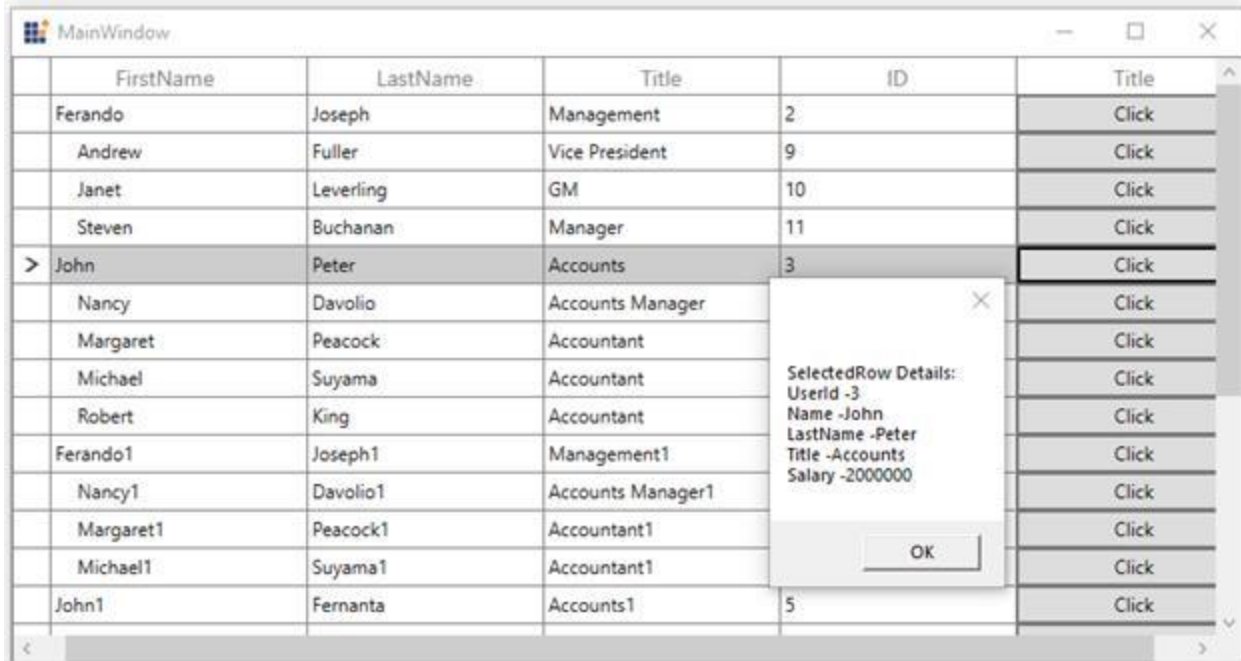 MainWindow
FirstName LastName Title ID Title
Ferando Joseph Management 2 Click
Andrew Fuller Vice President 9 Click
Janet Leverling GM 10 Click
Steven Buchanan Manager 11 Click
> John Peter Accounts 3 Click
Nancy Davolio Accounts Manager Click
Margaret Peacock Accountant Click
Michael Suyama Accountant Click
Robert King Accountant Click
Ferando1 Joseph1 Management1 Click
Nancy1 Davolio1 Accounts Manager1 Click
Margaret1 Peacock1 Accountant1 Click
Michael1 Suyama1 Accountant1 Click
John1 Fernanta Accounts1 5 Click
SelectedRow Details:
UserId -3
Name -John
LastName -Peter
Title -Accounts
Salary -2000000
OK